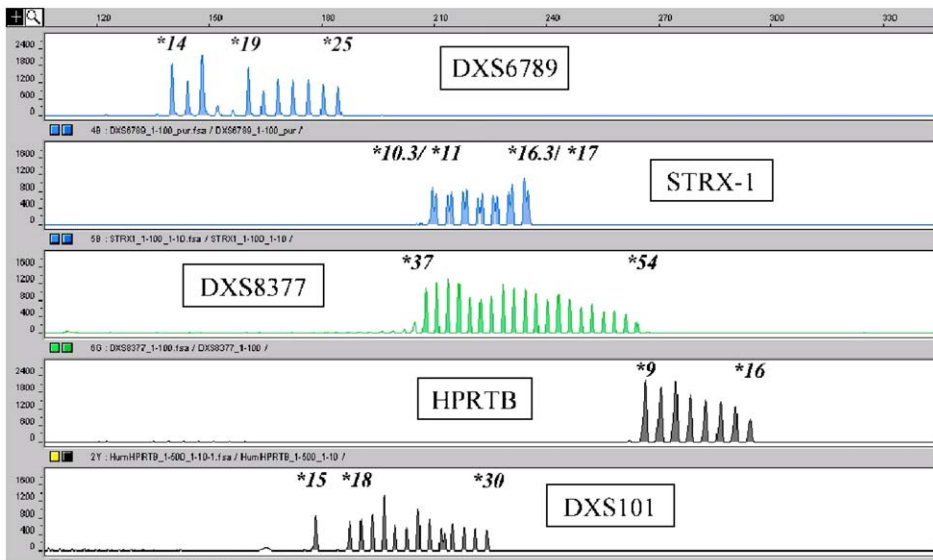 120 150 180 210 240 270 300 330
*14 *19 *25
DXS6789
2400
1800
1200
600
0
4B : DXS6789_1-100_pur.fsa / DXS6789_1-100_pur /
*10.3/ *11 *16.3/ *17
STRX-1
1600
1200
800
400
0
5B : STRX1_1-100_1-10.fsa / STRX1_1-100_1-10 /
*37 *54
DXS8377
1600
1200
800
400
0
6G : DXS8377_1-100.fsa / DXS8377_1-100 /
*9 *16
HPRTB
2400
1800
1200
600
0
2Y : HumHPRTB_1-500_1-10-1.fsa / HumHPRTB_1-500_1-10 /
*15 *18 *30
DXS101
1600
1200
800
400
0